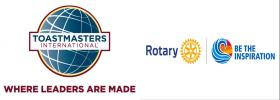 TOASTMASTERS
INTERNATIONAL
WHERE LEADERS ARE MADE
Rotary
BE THE
INSPIRATION